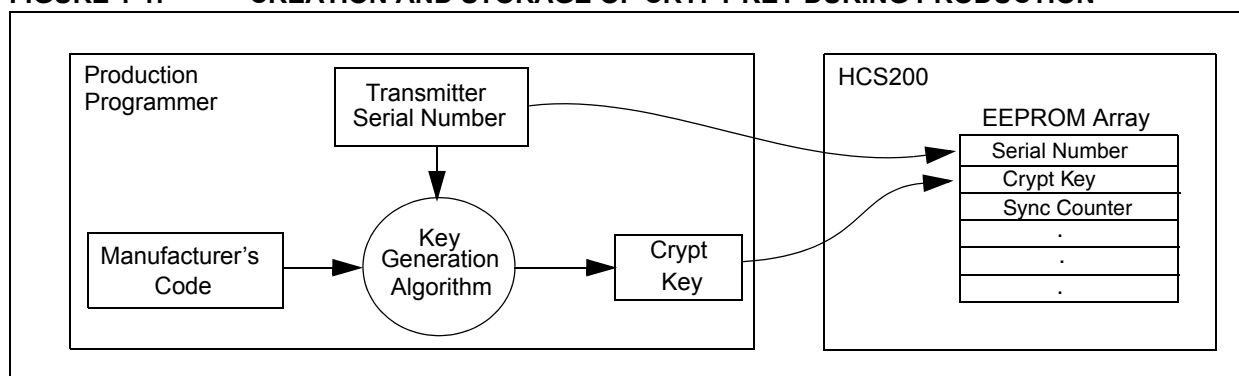 Production
Programmer
Transmitter
Serial Number
Manufacturer's
Code
Key
Generation
Algorithm
Crypt
Key
HCS200
EEPROM Array
Serial Number
Crypt Key
Sync Counter
.
.
.